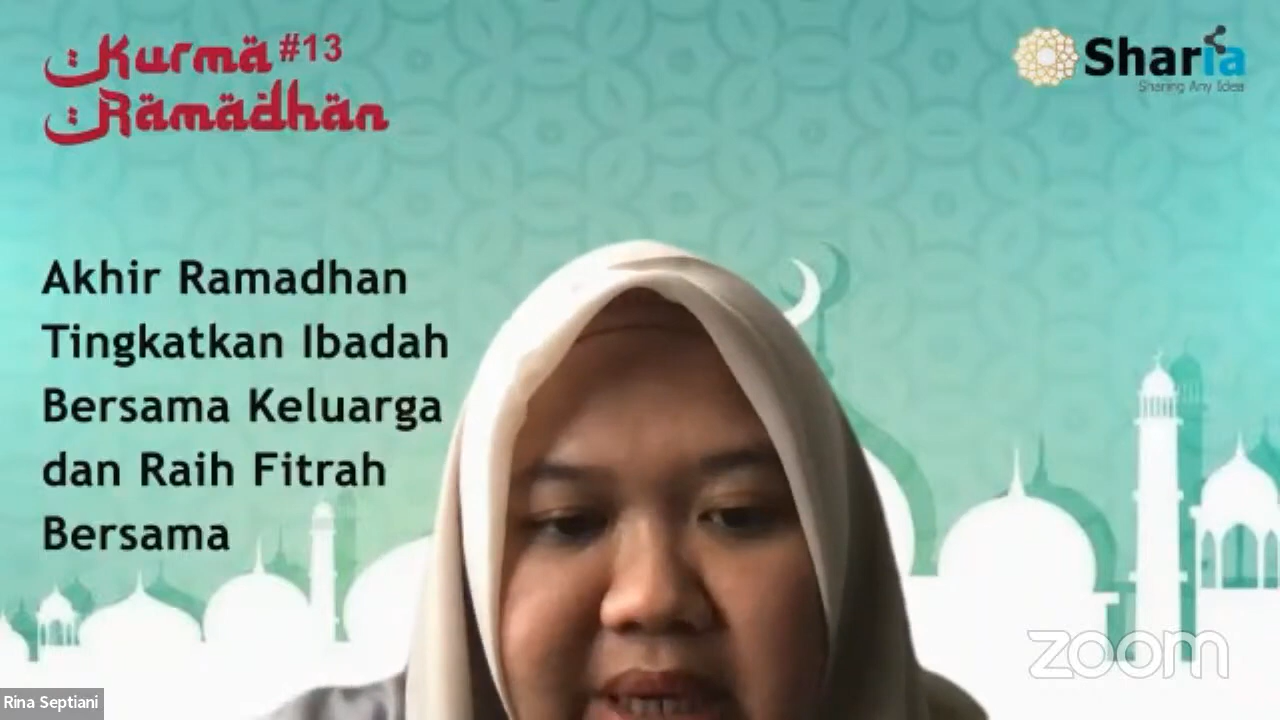 Kurma #13
Ramadhan
Sharia
Sharing Any Idea
Akhir Ramadhan
Tingkatkan Ibadah
Bersama Keluarga
dan Raih Fitrah
Bersama
zoom
Rina Septiani